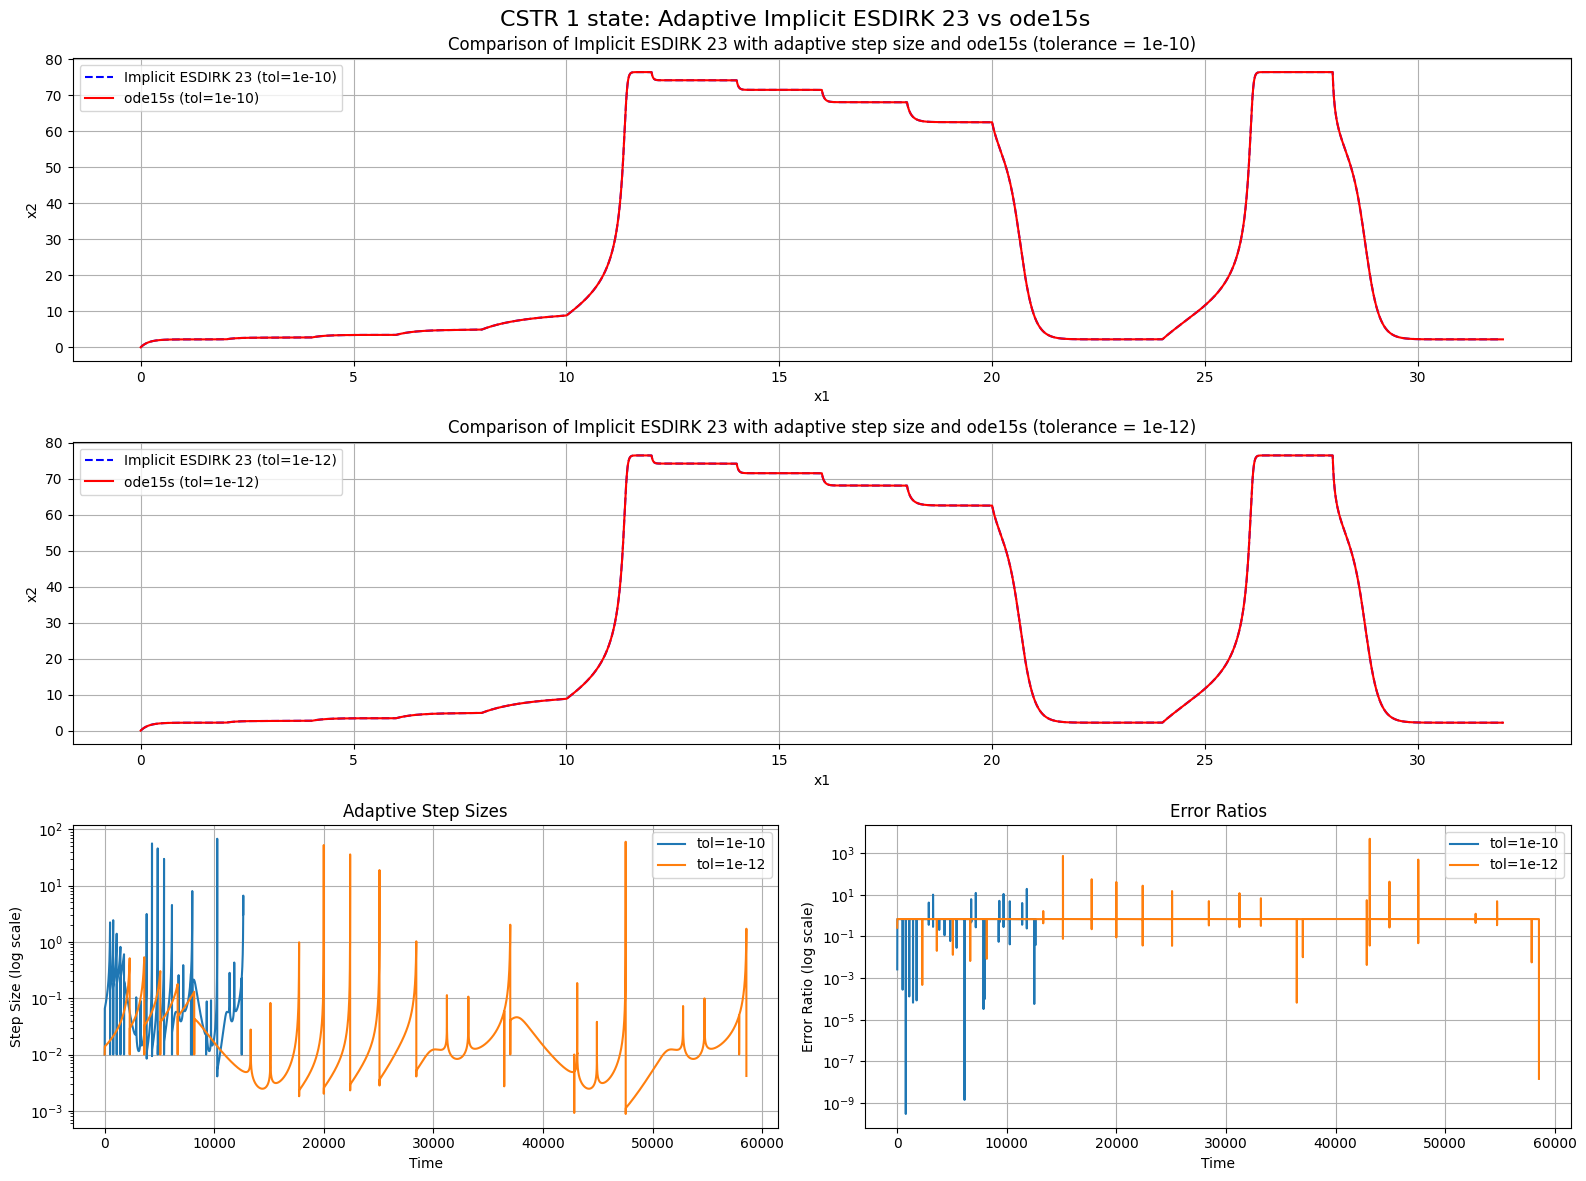 CSTR 1 state: Adaptive Implicit ESDIRK 23 vs ode15s
Comparison of Implicit ESDIRK 23 with adaptive step size and ode15s (tolerance = 1e-10)
80
70
60
50
40
30
20
10
0
x2
Implicit ESDIRK 23 (tol=1e-10)
ode15s (tol=1e-10)
0 5 10 15 20 25 30
x1
Comparison of Implicit ESDIRK 23 with adaptive step size and ode15s (tolerance = 1e-12)
80
70
60
50
40
30
20
10
0
x2
Implicit ESDIRK 23 (tol=1e-12)
ode15s (tol=1e-12)
0 5 10 15 20 25 30
x1
Adaptive Step Sizes
10²
10¹
10⁰
10⁻¹
10⁻²
10⁻³
Step Size (log scale)
tol=1e-10
tol=1e-12
0 10000 20000 30000 40000 50000 60000
Time
Error Ratios
10³
10¹
10⁻¹
10⁻³
10⁻⁵
10⁻⁷
10⁻⁹
Error Ratio (log scale)
tol=1e-10
tol=1e-12
0 10000 20000 30000 40000 50000 60000
Time